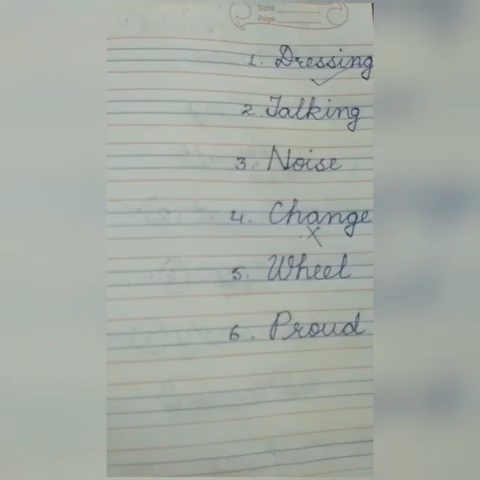 Date
Page
1. Dressing
2. Talking
3. Noise
4. Change
5. Wheel
6. Proud